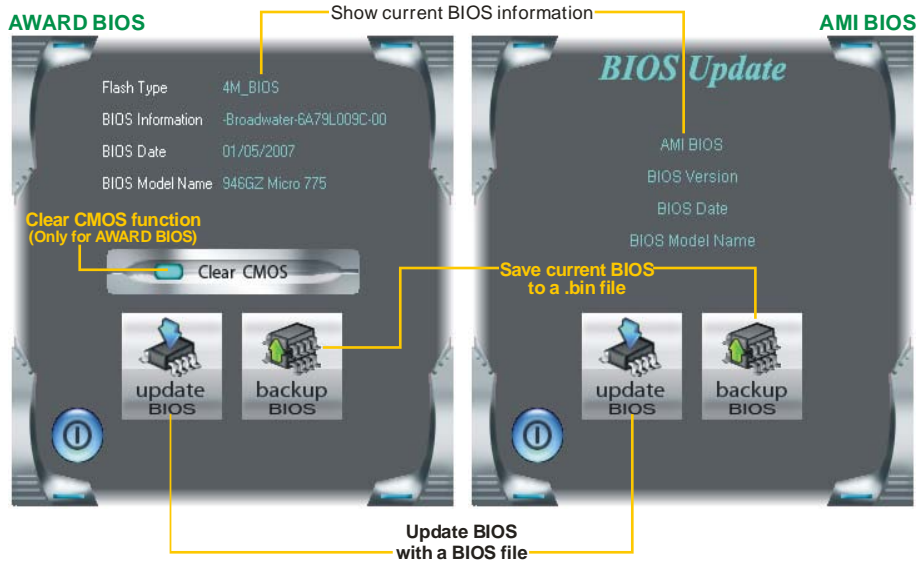 Show current BIOS information
AWARD BIOS
AMI BIOS
Flash Type 4M_BIOS
BIOS Information -Broadwater-6A79L009C-00
BIOS Date 01/05/2007
BIOS Model Name 946GZ Micro 775
Clear CMOS function
(Only for AWARD BIOS)
Clear CMOS
update
BIOS
backup
BIOS
BIOS Update
AMI BIOS
BIOS Version
BIOS Date
BIOS Model Name
Save current BIOS
to a .bin file
update
BIOS
backup
BIOS
Update BIOS
with a BIOS file